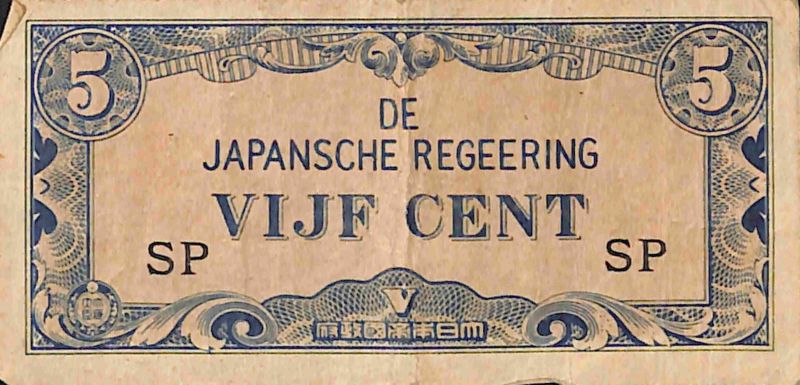 5 5
DE
JAPANSCHE REGEERING
VIJF CENT
SP SP
V
府政國帝本日大